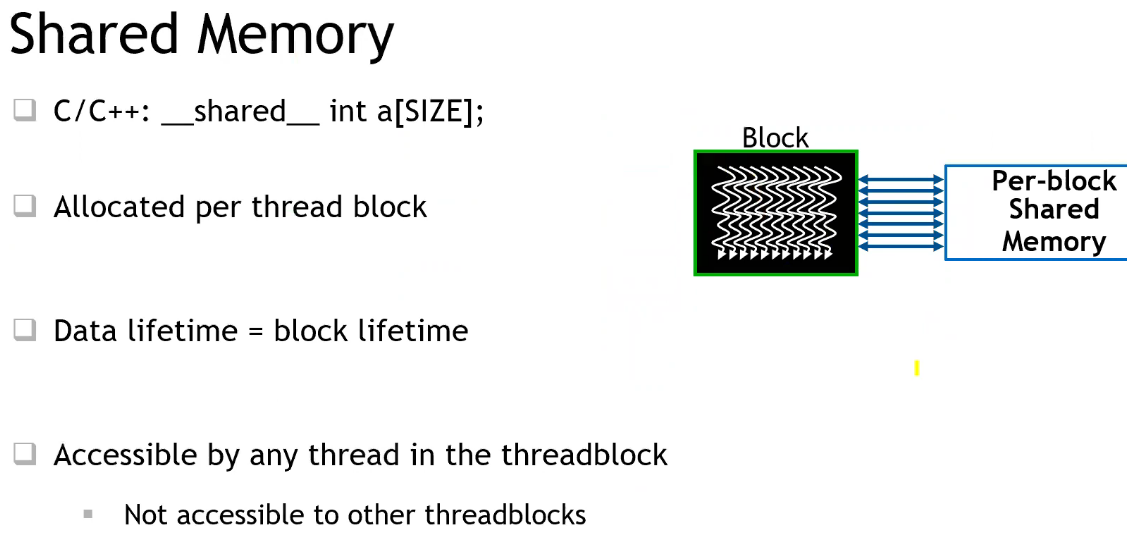 Shared Memory
C/C++: __shared__ int a[SIZE];
Allocated per thread block
Data lifetime = block lifetime
Accessible by any thread in the threadblock
Not accessible to other threadblocks
Block
Per-block
Shared
Memory